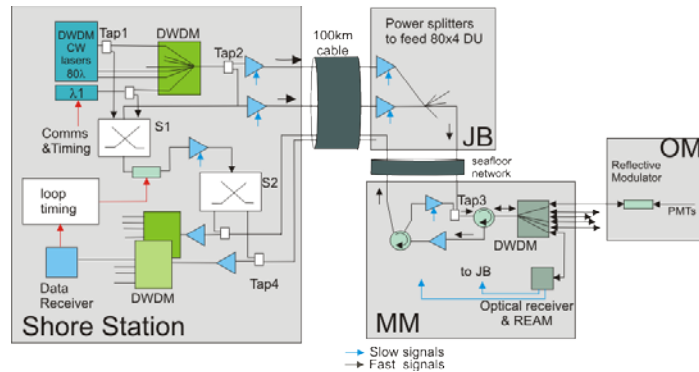 DWDM
CW
lasers
80λ
Tap1
DWDM
Tap2
λ1
Comms
&Timing
S1
loop
timing
S2
Data
Receiver
DWDM
Tap4
Shore Station
100km
cable
Power splitters
to feed 80x4 DU
JB
seafloor
network
Tap3
DWDM
to JB
Optical receiver
& REAM
MM
OM
Reflective
Modulator
PMTs
Slow signals
Fast signals